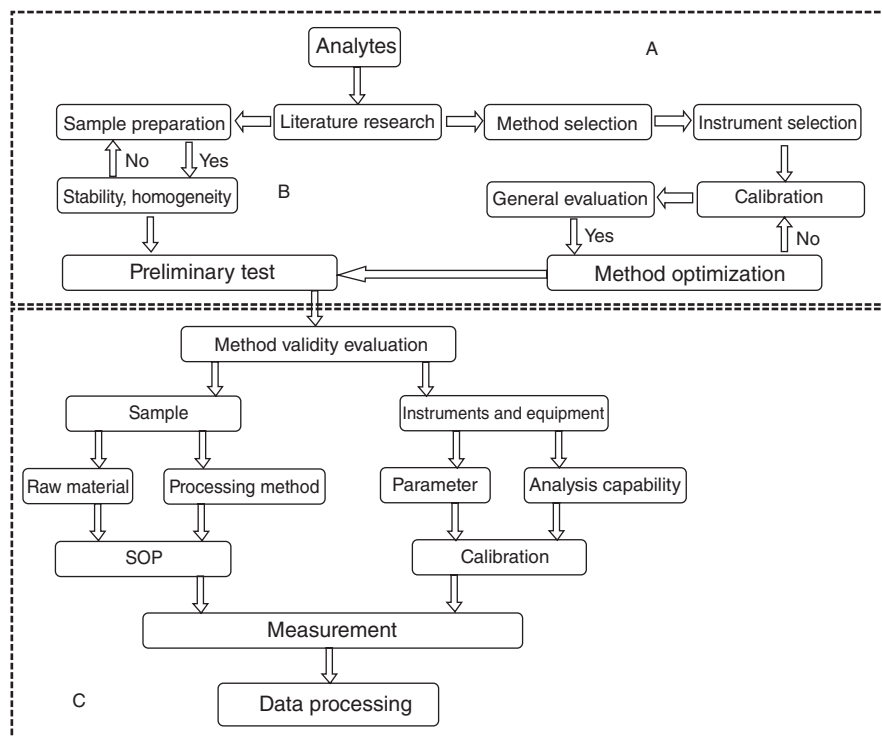 Analytes
A
Sample preparation
Literature research
Method selection
Instrument selection
No
Yes
Stability, homogeneity
B
General evaluation
Calibration
Yes
No
Preliminary test
Method optimization
Method validity evaluation
Sample
Instruments and equipment
Raw material
Processing method
Parameter
Analysis capability
SOP
Calibration
Measurement
Data processing
C